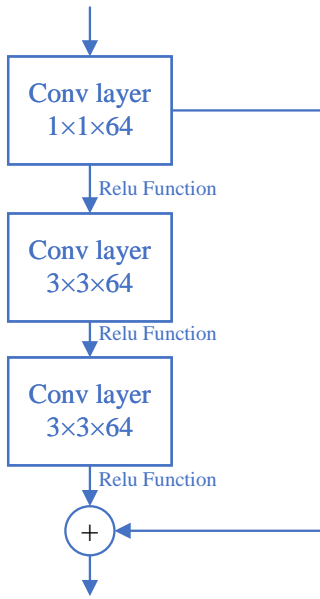 Conv layer
1×1×64
Relu Function
Conv layer
3×3×64
Relu Function
Conv layer
3×3×64
Relu Function
+